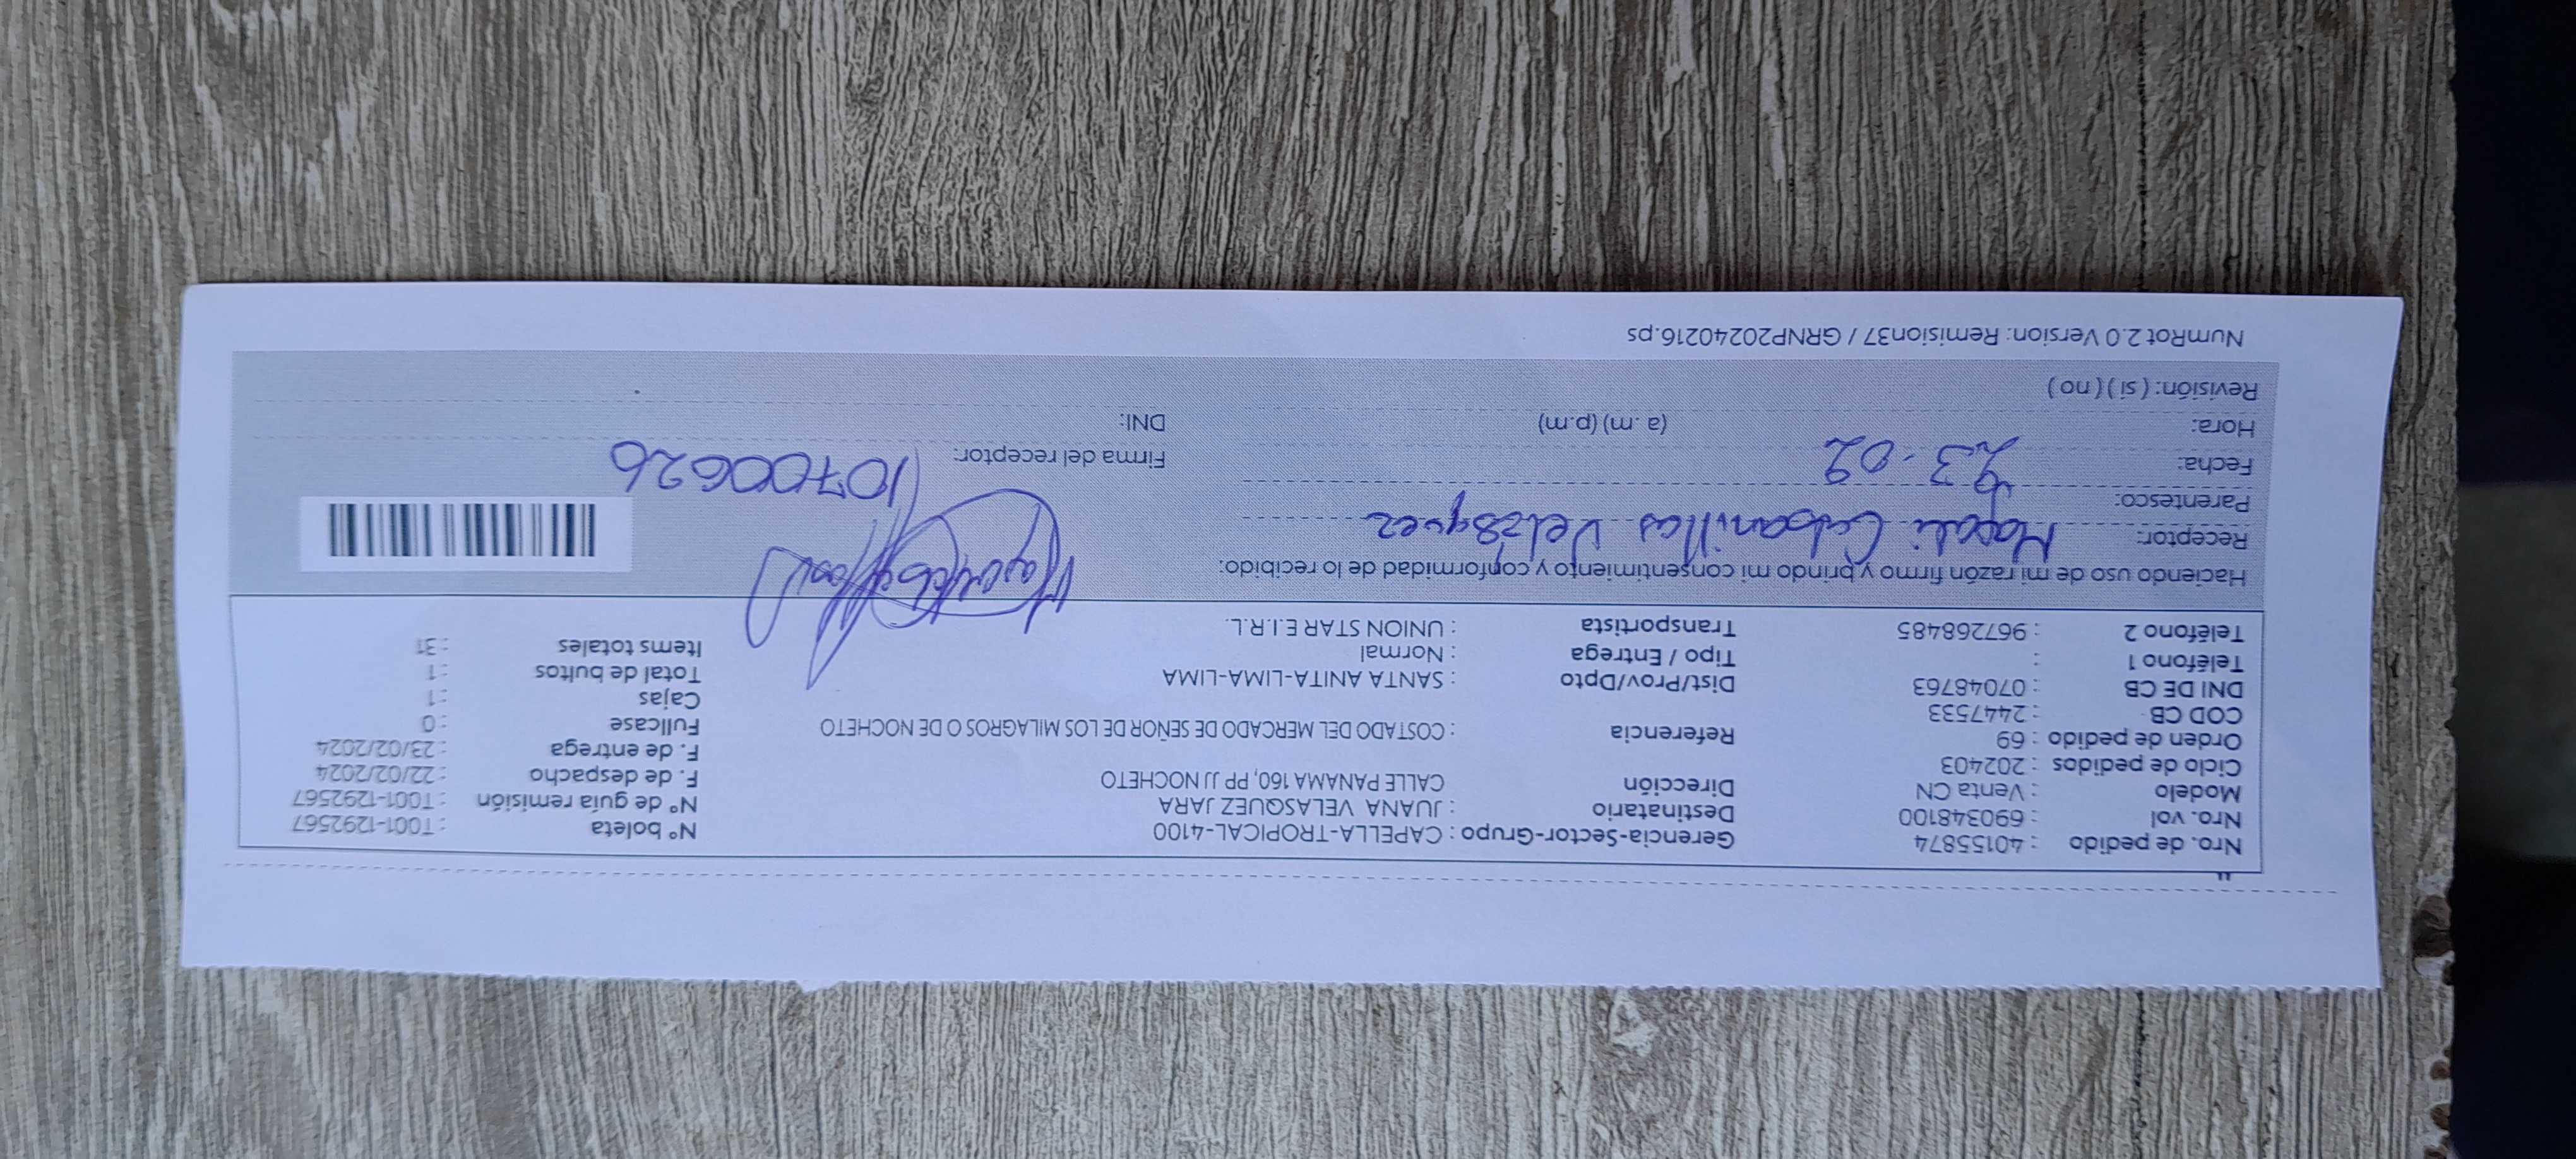 Nro. de pedido : 40155874 Gerencia-Sector-Grupo : CAPELLA-TROPICAL-4100 N° boleta : T001-1292567
Nro. vol : 690348100 Destinatario : JUANA VELASQUEZ JARA N° de guía remisión : T001-1292567
Modelo : Venta CN Dirección CALLE PANAMA 160, PP JJ NOCHETO F. de despacho : 22/02/2024
Ciclo de pedidos : 202403 F. de entrega : 23/02/2024
Orden de pedido : 69 Referencia : COSTADO DEL MERCADO DE SEÑOR DE LOS MILAGROS O DE NOCHETO Fullcase : 0
COD CB : 2447533 Cajas : 1
DNI DE CB : 07048763 Dist/Prov/Dpto : SANTA ANITA-LIMA-LIMA Total de bultos : 1
Teléfono 1 : Tipo / Entrega : Normal Items totales : 31
Teléfono 2 : 967268485 Transportista : UNION STAR E.I.R.L.
Haciendo uso de mi razón firmo y brindo mi consentimiento y conformidad de lo recibido:
Receptor: Magali Cabanillas Velasquez
Parentesco:
Fecha: 23-02 Firma del receptor: 10700626
Hora: (a .m) (p.m) DNI:
Revisión: ( si ) ( no )
NumRot 2.0 Version: Remision37 / GRNP20240216.ps